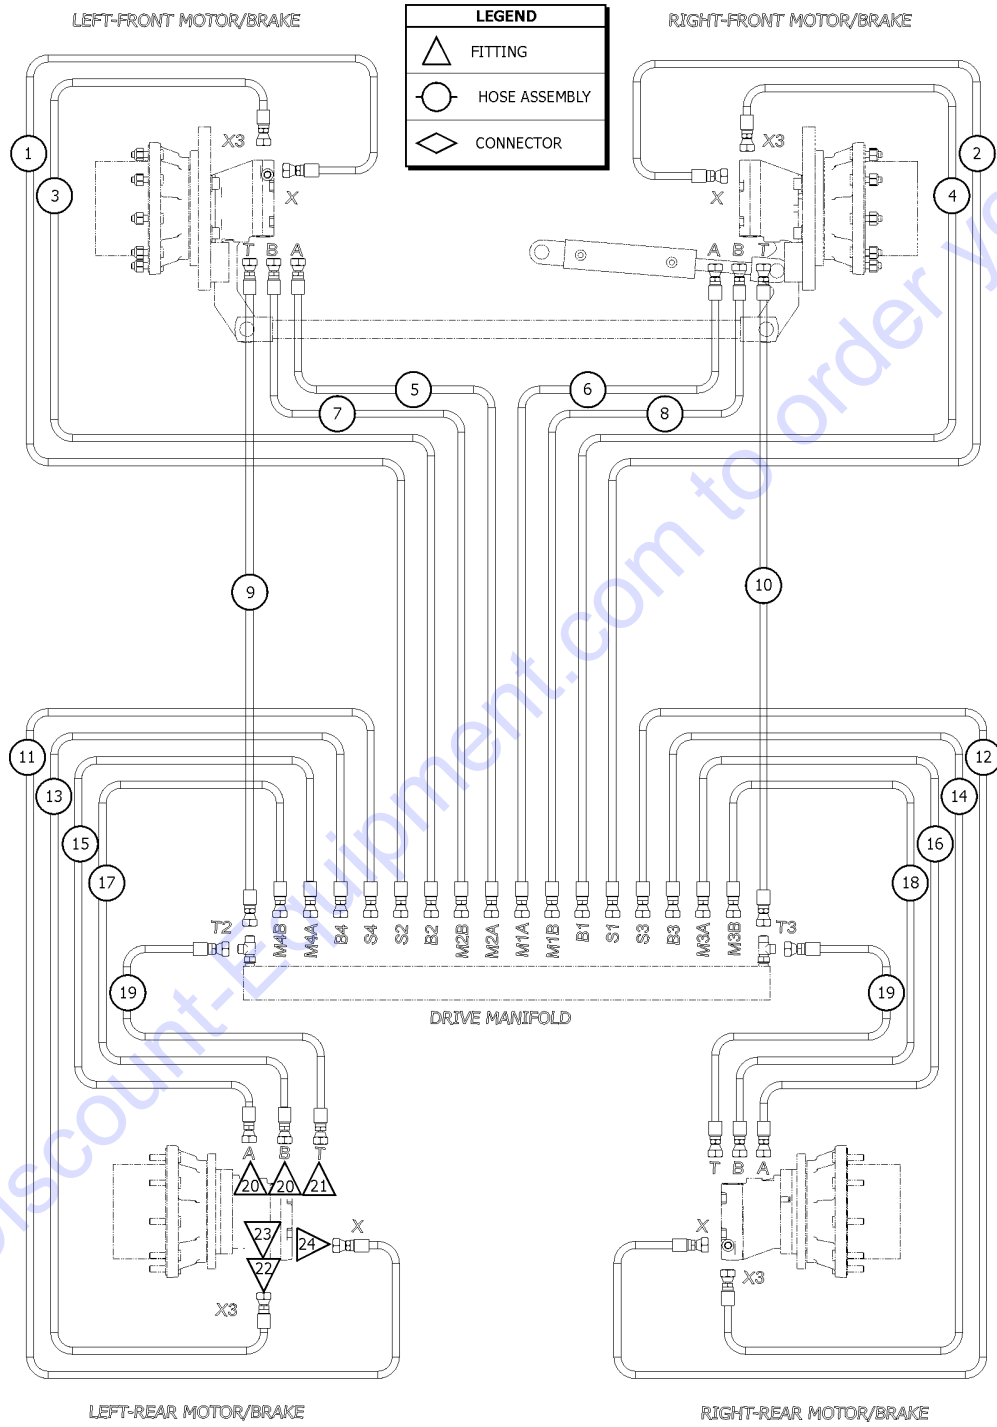 LEFT-FRONT MOTOR/BRAKE
LEGEND
FITTING
HOSE ASSEMBLY
CONNECTOR
RIGHT-FRONT MOTOR/BRAKE
X3
X3
1
2
3
X
X
4
T B A
A B T
5
6
7
8
9
10
11
12
13
14
15
16
17
18
T2
M4B
M4A
B4
S4
S2
B2
M2B
M2A
M1A
M1B
B1
S1
S3
B3
M3A
M3B
T3
19
19
DRIVE MANIFOLD
A B T
T B A
20
20
21
23
24
X
X
22
X3
X3
LEFT-REAR MOTOR/BRAKE
RIGHT-REAR MOTOR/BRAKE